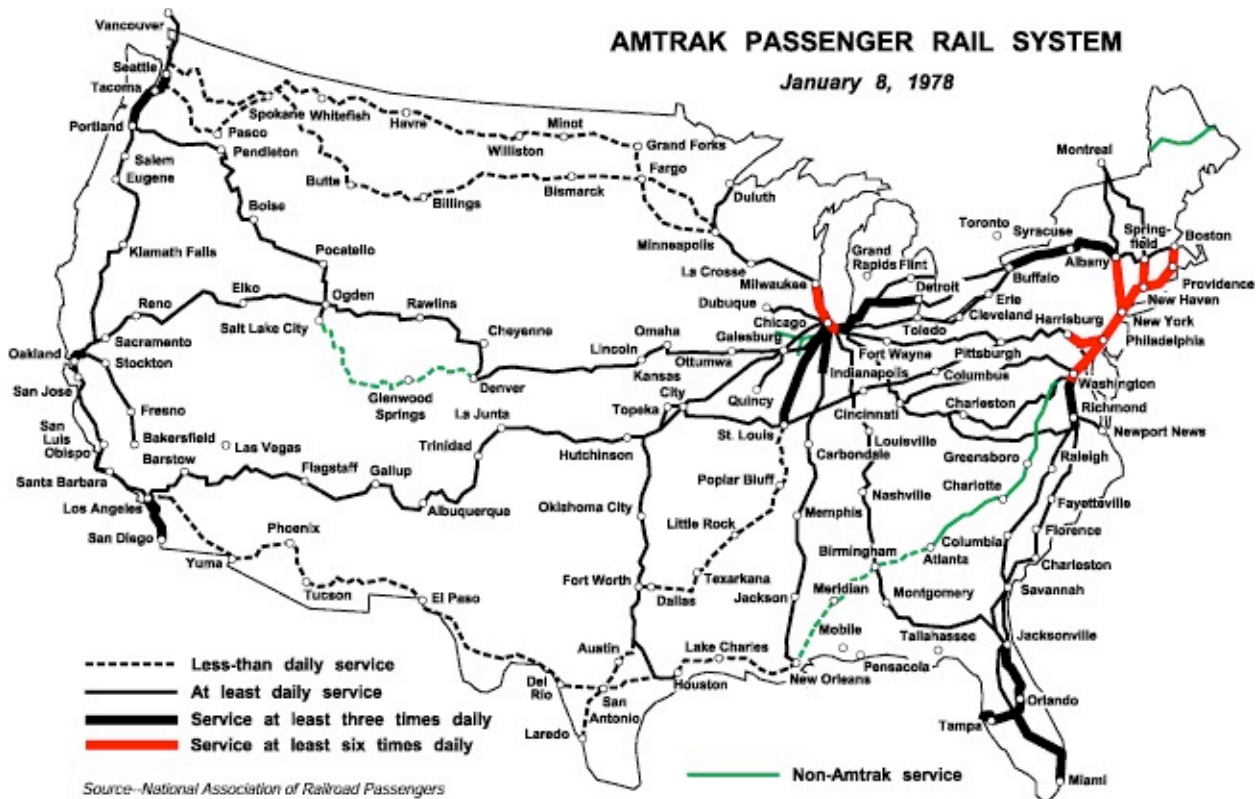 AMTRAK PASSENGER RAIL SYSTEM
January 8, 1978
Vancouver
Seattle
Tacoma
Portland
Spokane
Whitefish
Havre
Minot
Williston
Grand Forks
Pasco
Pendleton
Salem
Eugene
Butte
Billings
Bismarck
Fargo
Duluth
Boise
Minneapolis
Klamath Falls
Pocatello
La Crosse
Milwaukee
Grand
Rapids
Flint
Detroit
Toronto
Syracuse
Buffalo
Montreal
Albany
Spring-
field
Boston
Providence
New Haven
New York
Philadelphia
Reno
Elko
Ogden
Rawlins
Salt Lake City
Cheyenne
Sacramento
Oakland
Stockton
San Jose
Dubuque
Chicago
Galesburg
Omaha
Lincoln
Ottumwa
Kansas
City
Toledo
Erie
Cleveland
Harrisburg
Fort Wayne
Pittsburgh
Indianapolis
Columbus
Washington
Glenwood
Springs
Denver
La Junta
Topeka
Quincy
Cincinnati
Charleston
Richmond
Newport News
Fresno
Bakersfield
San
Luis
Obispo
Las Vegas
Barstow
Trinidad
Hutchinson
St. Louis
Louisville
Carbondale
Greensboro
Raleigh
Santa Barbara
Los Angeles
Flagstaff
Gallup
Albuquerque
Oklahoma City
Poplar Bluff
Nashville
Charlotte
Fayetteville
San Diego
Phoenix
Yuma
Little Rock
Memphis
Columbia
Florence
Birmingham
Atlanta
Charleston
Tucson
El Paso
Fort Worth
Dallas
Texarkana
Jackson
Meridian
Montgomery
Savannah
Mobile
Tallahassee
Jacksonville
Austin
Lake Charles
Pensacola
New Orleans
Del
Rio
San
Antonio
Houston
Laredo
Orlando
Tampa
Miami
Less-than daily service
At least daily service
Service at least three times daily
Service at least six times daily
Non-Amtrak service
Source--National Association of Railroad Passengers